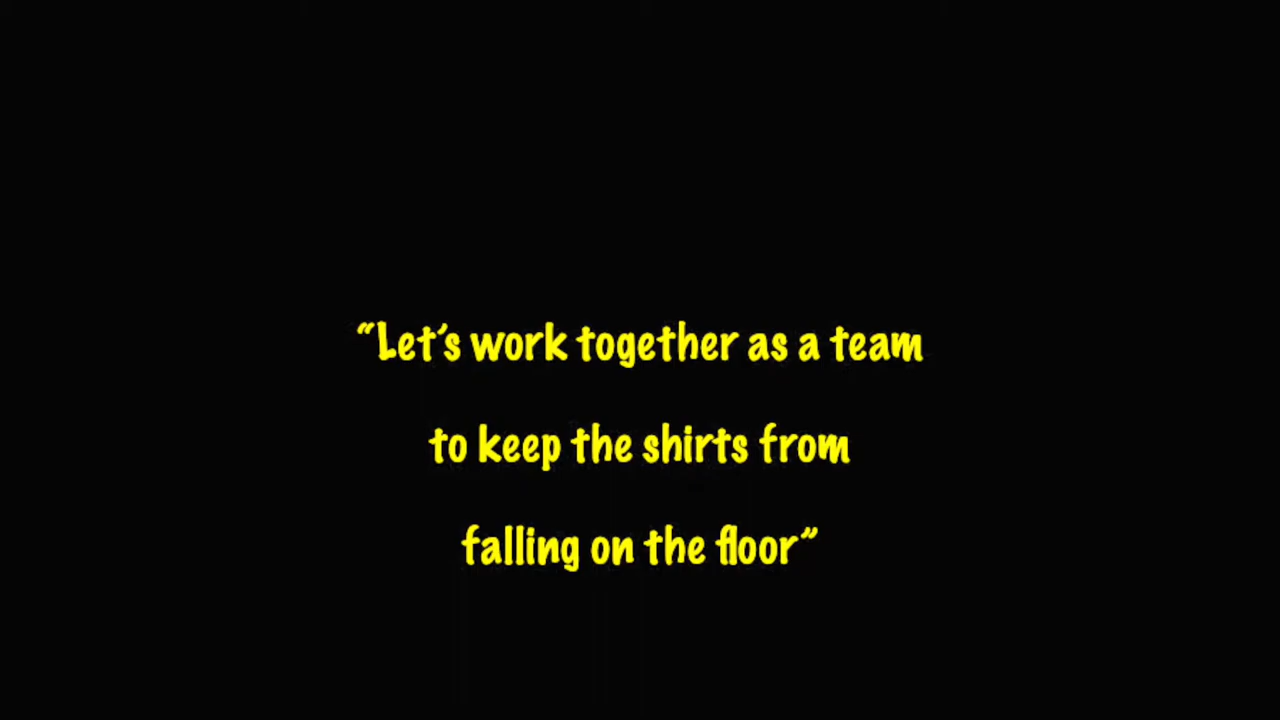 “Let’s work together as a team
to keep the shirts from
falling on the floor”